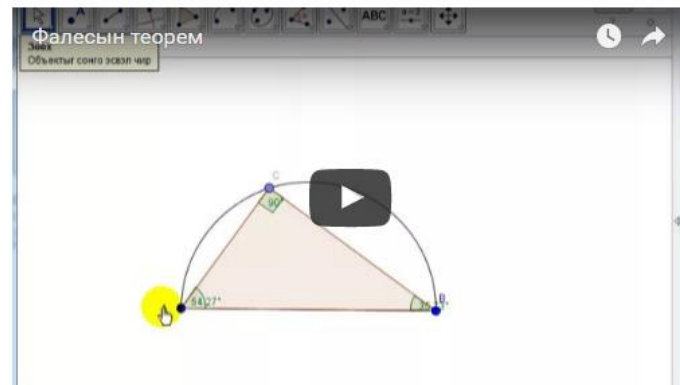 ABC
Фалесын теорем
Зөөх
Объектыг сонго эсвэл чир
C
90°
54.27°
B